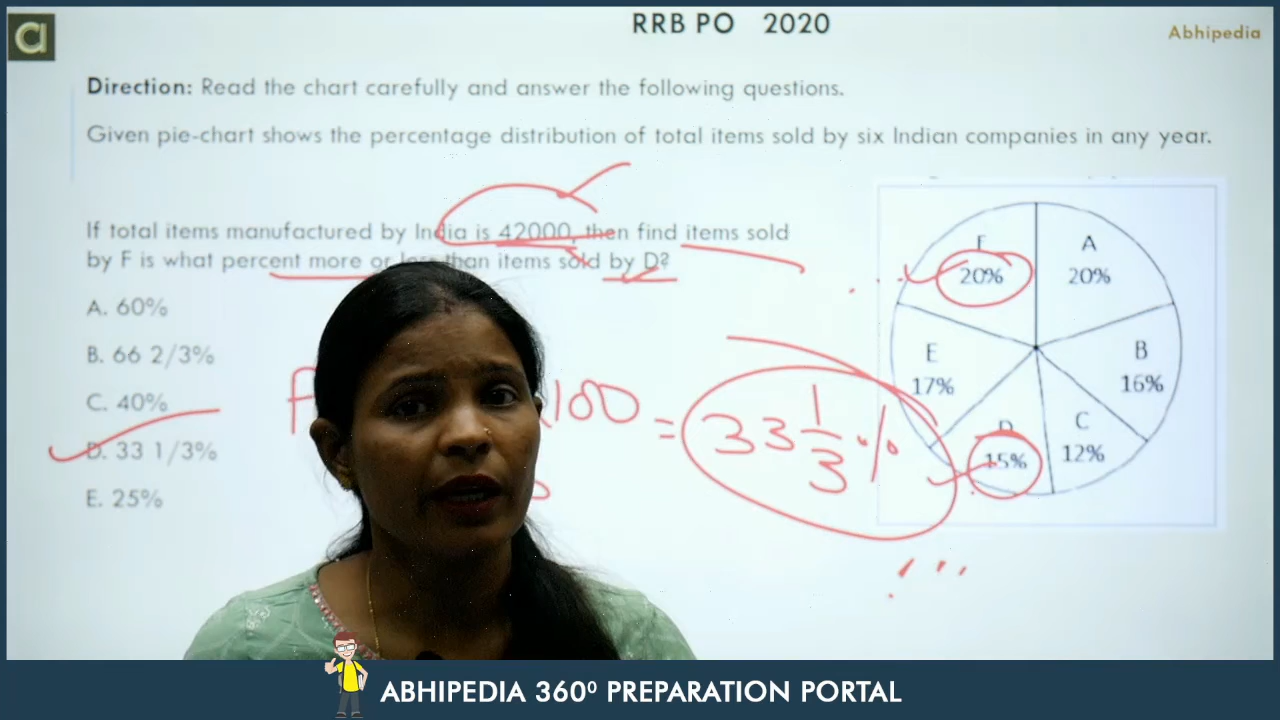 a
RRB PO 2020
Abhipedia
Direction: Read the chart carefully and answer the following questions.
Given pie-chart shows the percentage distribution of total items sold by six Indian companies in any year.
If total items manufactured by India is 42000, then find items sold
by F is what percent more or less than items sold by D?
A. 60%
B. 66 2/3%
C. 40%
D. 33 1/3%
E. 25%
F
20%
A
20%
E
17%
B
16%
D
15%
C
12%
100 = 33 1/3 %
ABHIPEDIA 360⁰ PREPARATION PORTAL